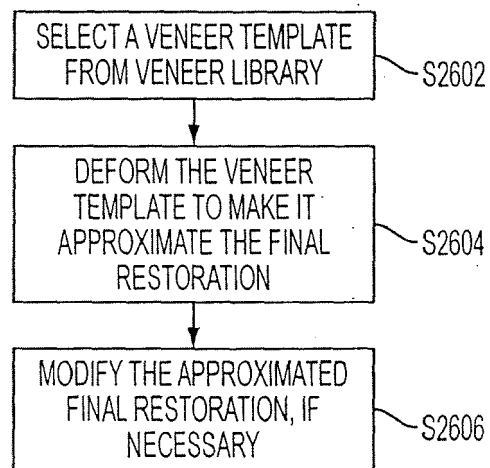 SELECT A VENEER TEMPLATE
FROM VENEER LIBRARY
S2602
DEFORM THE VENEER
TEMPLATE TO MAKE IT
APPROXIMATE THE FINAL
RESTORATION
S2604
MODIFY THE APPROXIMATED
FINAL RESTORATION, IF
NECESSARY
S2606